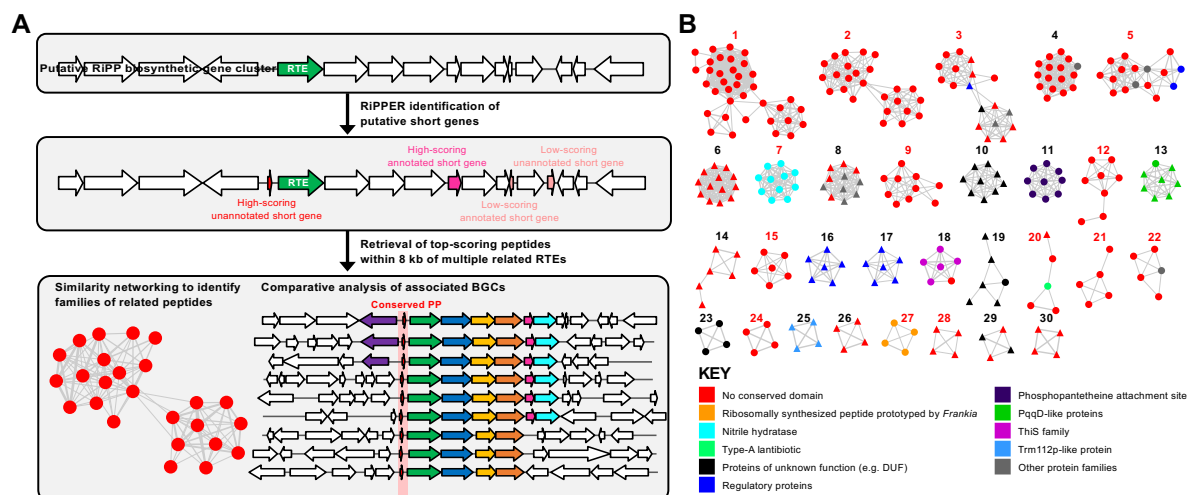 A
Putative RiPP biosynthetic gene cluster
RTE
RiPPER identification of
putative short genes
High-scoring
annotated short gene
Low-scoring
unannotated short gene
RTE
High-scoring
unannotated short gene
Low-scoring
annotated short gene
Retrieval of top-scoring peptides
within 8 kb of multiple related RTEs
Similarity networking to identify
families of related peptides
Comparative analysis of associated BGCs
Conserved PP
B
1 2 3 4 5
6 7 8 9 10 11 12 13
14 15 16 17 18 19 20 21 22
23 24 25 26 27 28 29 30
KEY
No conserved domain
Ribosomally synthesized peptide prototyped by Frankia
Nitrile hydratase
Type-A lantibiotic
Proteins of unknown function (e.g. DUF)
Regulatory proteins
Phosphopantetheine attachment site
PqqD-like proteins
ThiS family
Trm112p-like protein
Other protein families